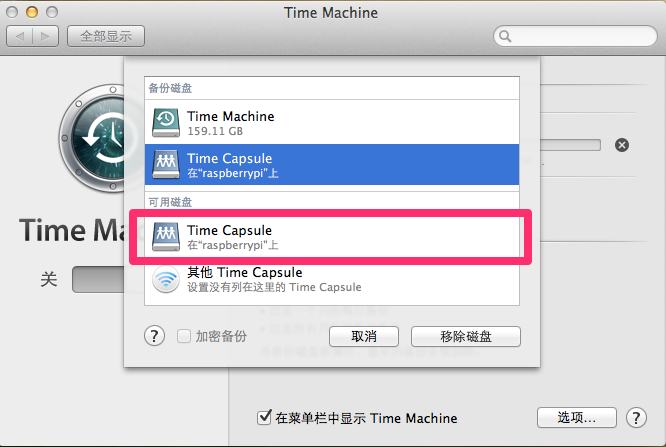 Time Machine
全部显示
备份磁盘
Time Machine
159.11 GB
Time Capsule
在“raspberrypi”上
可用磁盘
Time Capsule
在“raspberrypi”上
其他 Time Capsule
设置没有列在这里的 Time Capsule
Time Ma
关
? 加密备份 取消 移除磁盘
在菜单栏中显示 Time Machine 选项... ?